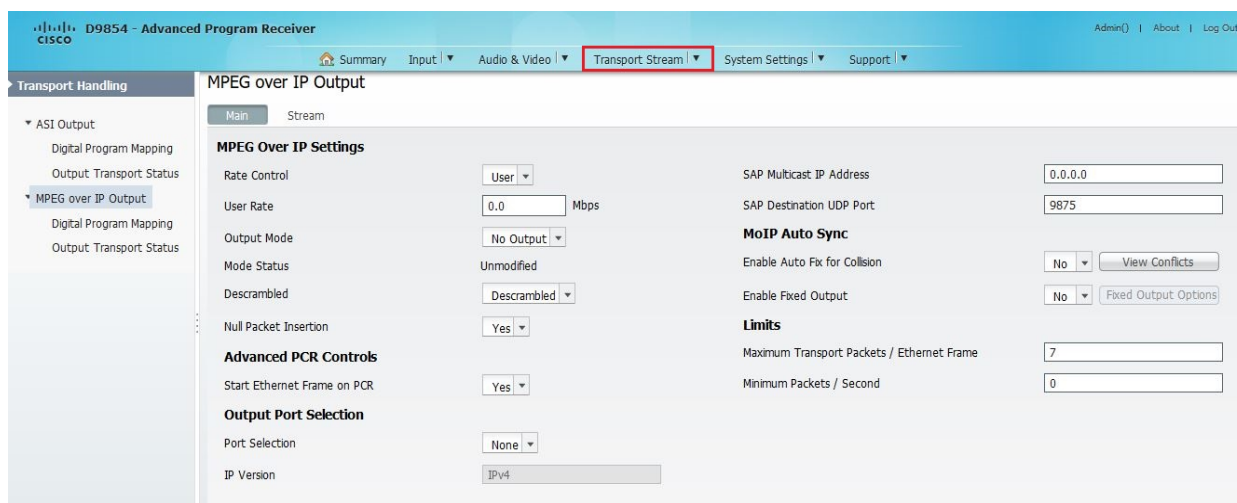 CISCO
D9854 - Advanced Program Receiver
Admin() | About | Log Out
Summary Input Audio & Video Transport Stream System Settings Support
Transport Handling
ASI Output
Digital Program Mapping
Output Transport Status
MPEG over IP Output
Digital Program Mapping
Output Transport Status
MPEG over IP Output
Main Stream
MPEG Over IP Settings
Rate Control User
User Rate 0.0 Mbps
Output Mode No Output
Mode Status Unmodified
Descrambled Descrambled
Null Packet Insertion Yes
Advanced PCR Controls
Start Ethernet Frame on PCR Yes
Output Port Selection
Port Selection None
IP Version IPv4
SAP Multicast IP Address 0.0.0.0
SAP Destination UDP Port 9875
MoIP Auto Sync
Enable Auto Fix for Collision No View Conflicts
Enable Fixed Output No Fixed Output Options
Limits
Maximum Transport Packets / Ethernet Frame 7
Minimum Packets / Second 0